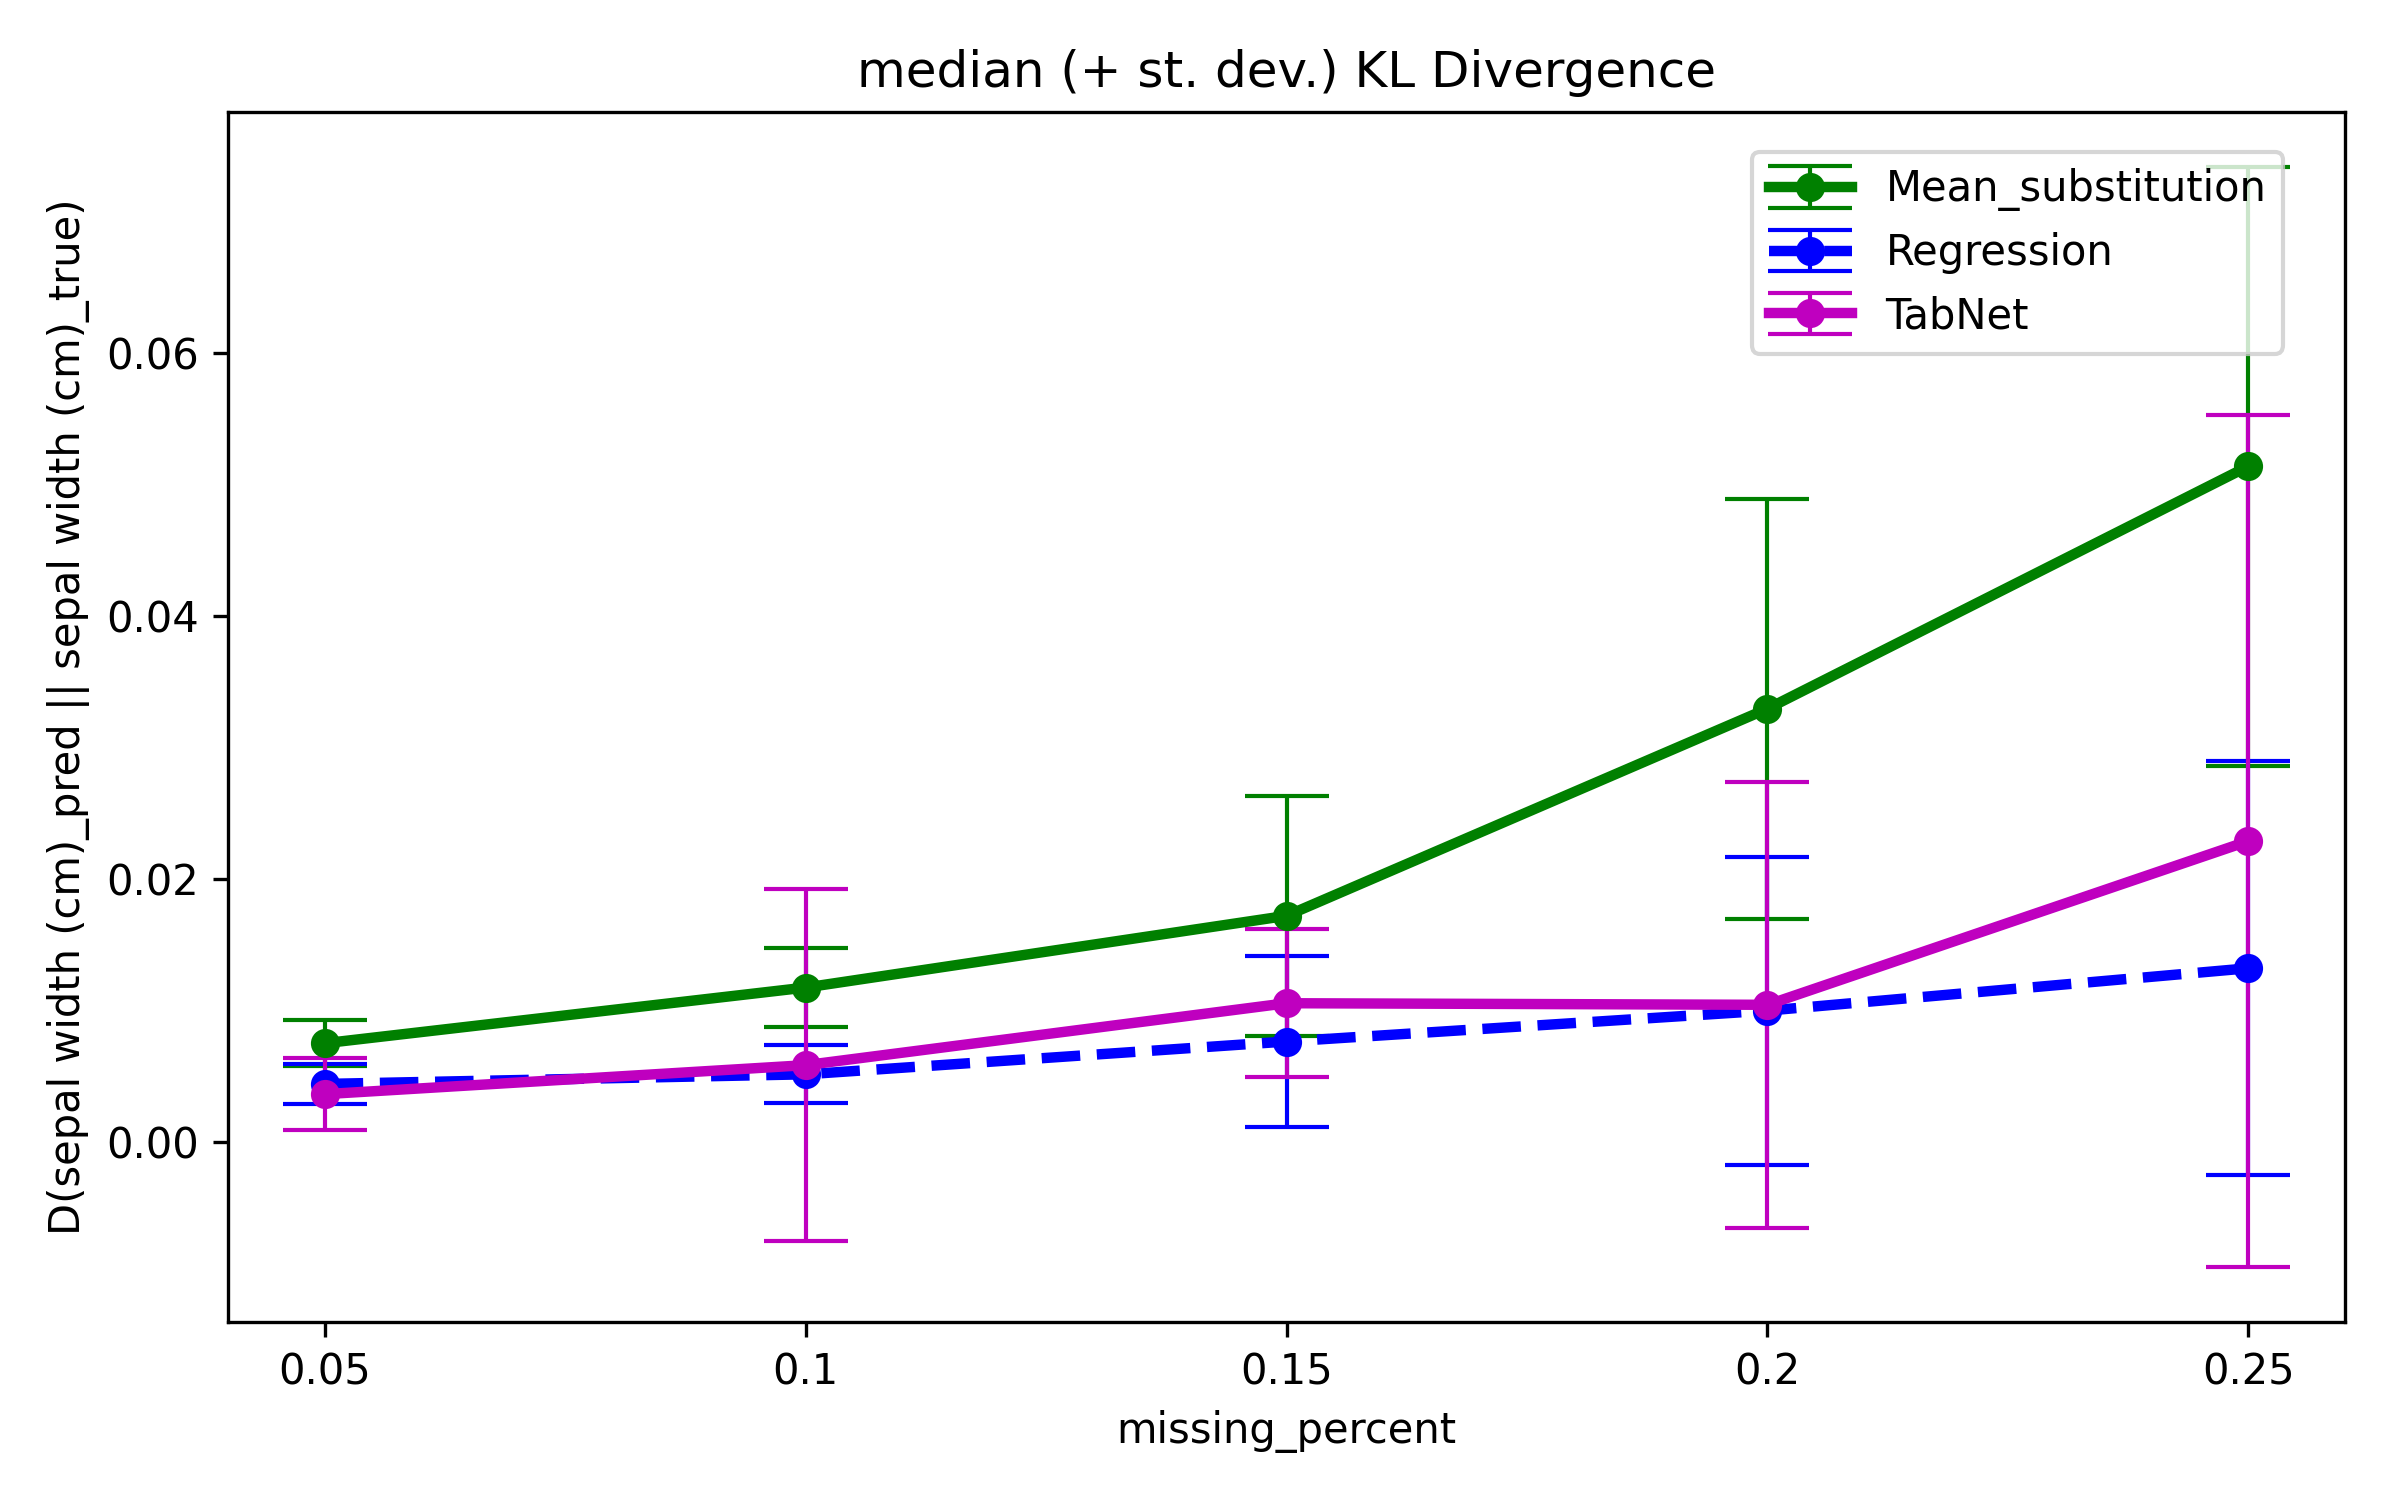 median (+ st. dev.) KL Divergence
D(sepal width (cm)_pred || sepal width (cm)_true)
0.06
0.04
0.02
0.00
Mean_substitution
Regression
TabNet
0.05 0.1 0.15 0.2 0.25
missing_percent